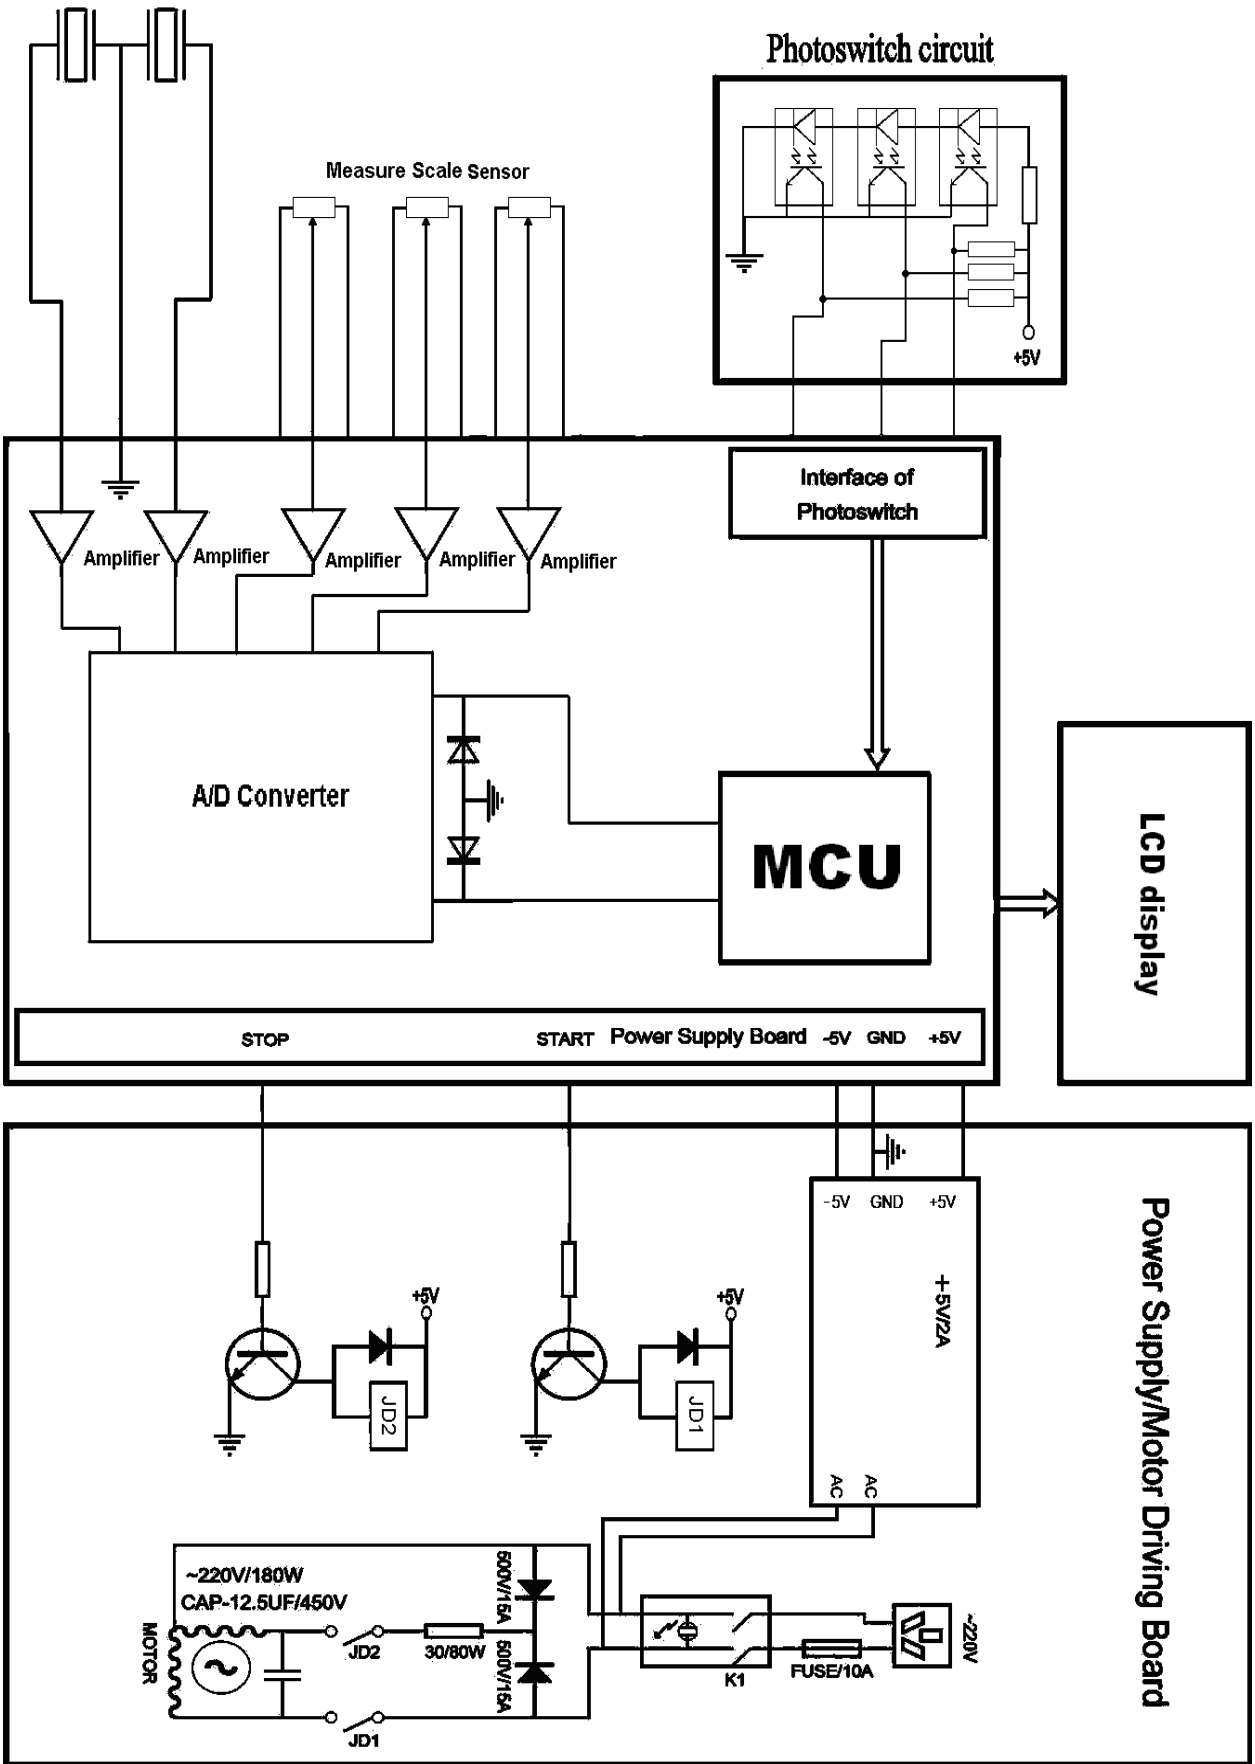 Photoswitch circuit
Measure Scale Sensor
+5V
Interface of
Photoswitch
Amplifier
Amplifier
Amplifier
Amplifier
Amplifier
A/D Converter
MCU
LCD display
STOP
START
Power Supply Board
-5V
GND
+5V
-5V
GND
+5V
+5V/2A
AC
AC
Power Supply/Motor Driving Board
+5V
JD2
+5V
JD1
~220V/180W
CAP-12.5UF/450V
MOTOR
JD2
30/80W
500V/15A
500V/15A
JD1
K1
FUSE/10A
~220V